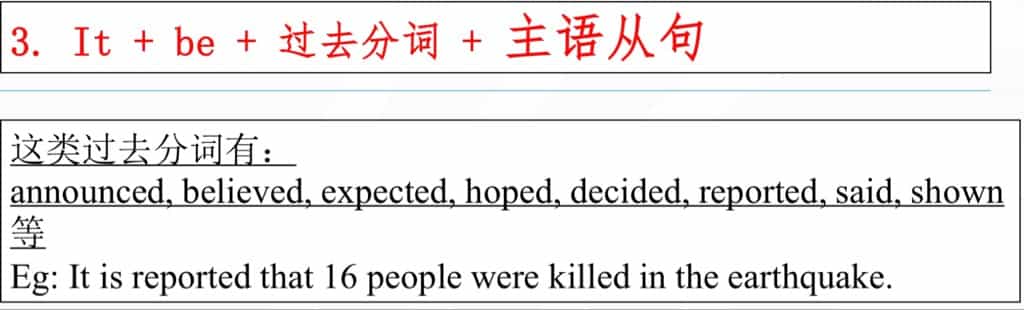 3. It + be + 过去分词 + 主语从句
这类过去分词有：
announced, believed, expected, hoped, decided, reported, said, shown
等
Eg: It is reported that 16 people were killed in the earthquake.